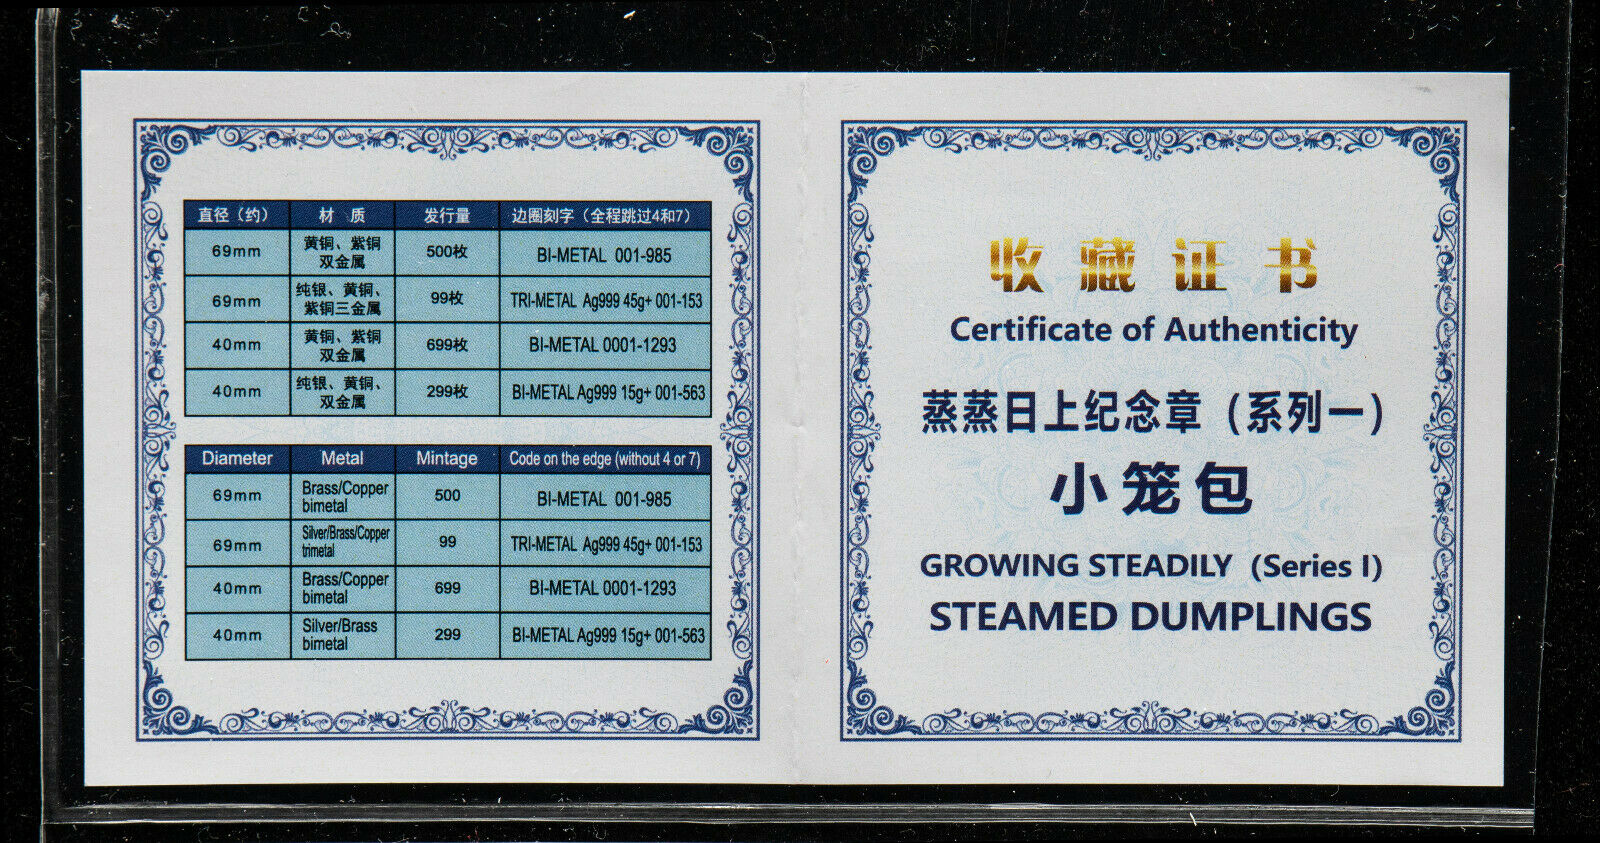 直径（约） 材 质 发行量 边圈刻字（全程跳过4和7）
69mm 黄铜、紫铜 500枚 BI-METAL 001-985
双金属
69mm 纯银、黄铜、 99枚 TRI-METAL Ag999 45g+ 001-153
紫铜三金属
40mm 黄铜、紫铜 699枚 BI-METAL 0001-1293
双金属
40mm 纯银、黄铜、 299枚 BI-METAL Ag999 15g+ 001-563
双金属
Diameter Metal Mintage Code on the edge (without 4 or 7)
69mm Brass/Copper 500 BI-METAL 001-985
bimetal
69mm Silver/Brass/Copper 99 TRI-METAL Ag999 45g+ 001-153
trimetal
40mm Brass/Copper 699 BI-METAL 0001-1293
bimetal
40mm Silver/Brass 299 BI-METAL Ag999 15g+ 001-563
bimetal
收藏证书
Certificate of Authenticity
蒸蒸日上纪念章（系列一）
小笼包
GROWING STEADILY (Series I)
STEAMED DUMPLINGS